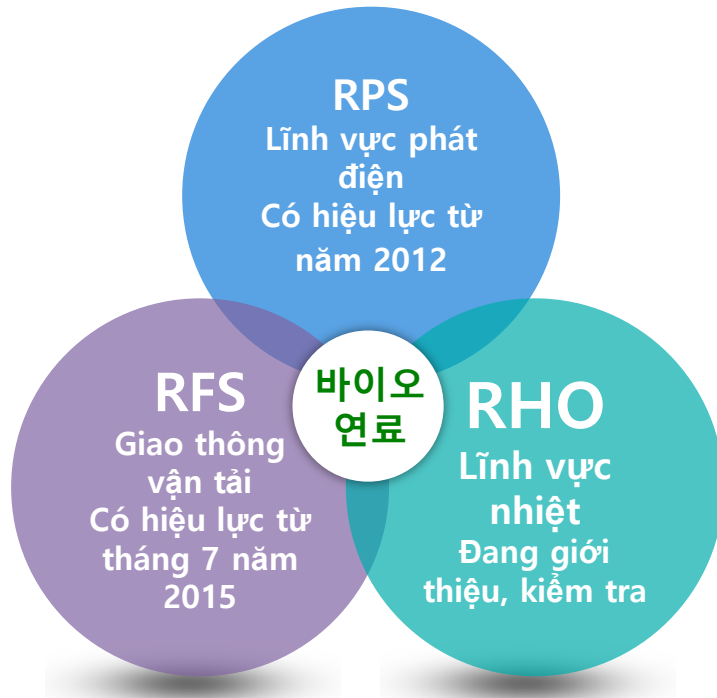 RPS
Lĩnh vực phát
điện
Có hiệu lực từ
năm 2012
바이오
연료
RFS
Giao thông
vận tải
Có hiệu lực từ
tháng 7 năm
2015
RHO
Lĩnh vực
nhiệt
Đang giới
thiệu, kiểm tra